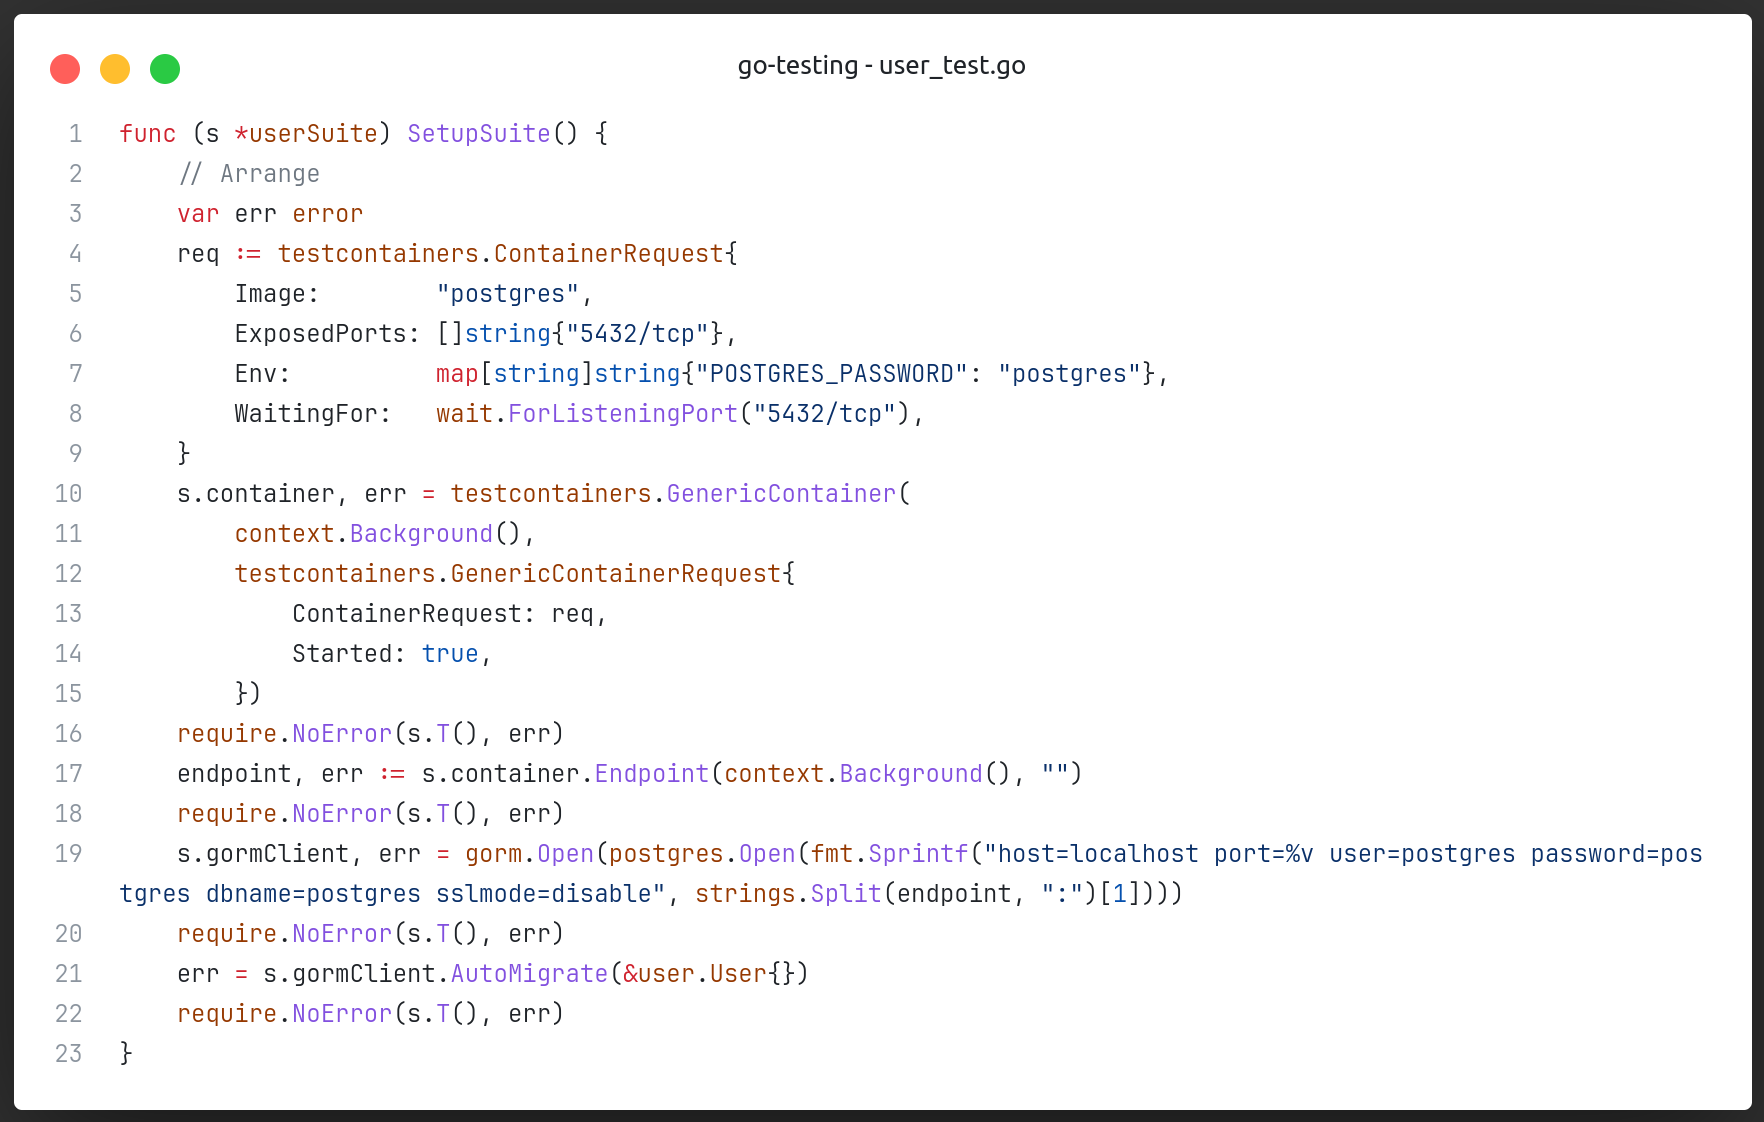 go-testing - user_test.go
1 func (s *userSuite) SetupSuite() {
2     // Arrange
3     var err error
4     req := testcontainers.ContainerRequest{
5         Image:        "postgres",
6         ExposedPorts: []string{"5432/tcp"},
7         Env:          map[string]string{"POSTGRES_PASSWORD": "postgres"},
8         WaitingFor:   wait.ForListeningPort("5432/tcp"),
9     }
10     s.container, err = testcontainers.GenericContainer(
11         context.Background(),
12         testcontainers.GenericContainerRequest{
13             ContainerRequest: req,
14             Started: true,
15         })
16     require.NoError(s.T(), err)
17     endpoint, err := s.container.Endpoint(context.Background(), "")
18     require.NoError(s.T(), err)
19     s.gormClient, err = gorm.Open(postgres.Open(fmt.Sprintf("host=localhost port=%v user=postgres password=pos
tgres dbname=postgres sslmode=disable", strings.Split(endpoint, ":")[1])))
20     require.NoError(s.T(), err)
21     err = s.gormClient.AutoMigrate(&user.User{})
22     require.NoError(s.T(), err)
23 }